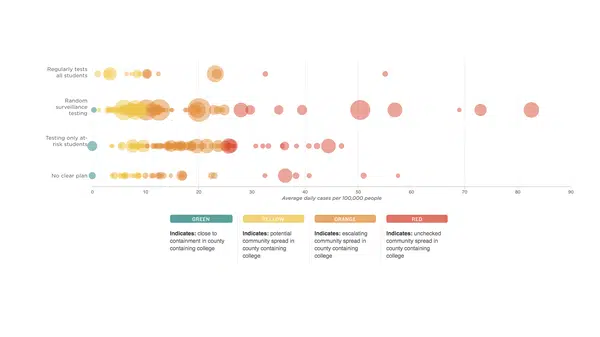 Regularly tests
all students
Random
surveillance
testing
Testing only at-
risk students
No clear plan
0 10 20 30 40 50 60 70 80 90
Average daily cases per 100,000 people
GREEN YELLOW ORANGE RED
Indicates: close to
containment in county
containing college
Indicates: potential
community spread in
county containing
college
Indicates: escalating
community spread in
county containing
college
Indicates: unchecked
community spread in
county containing
college